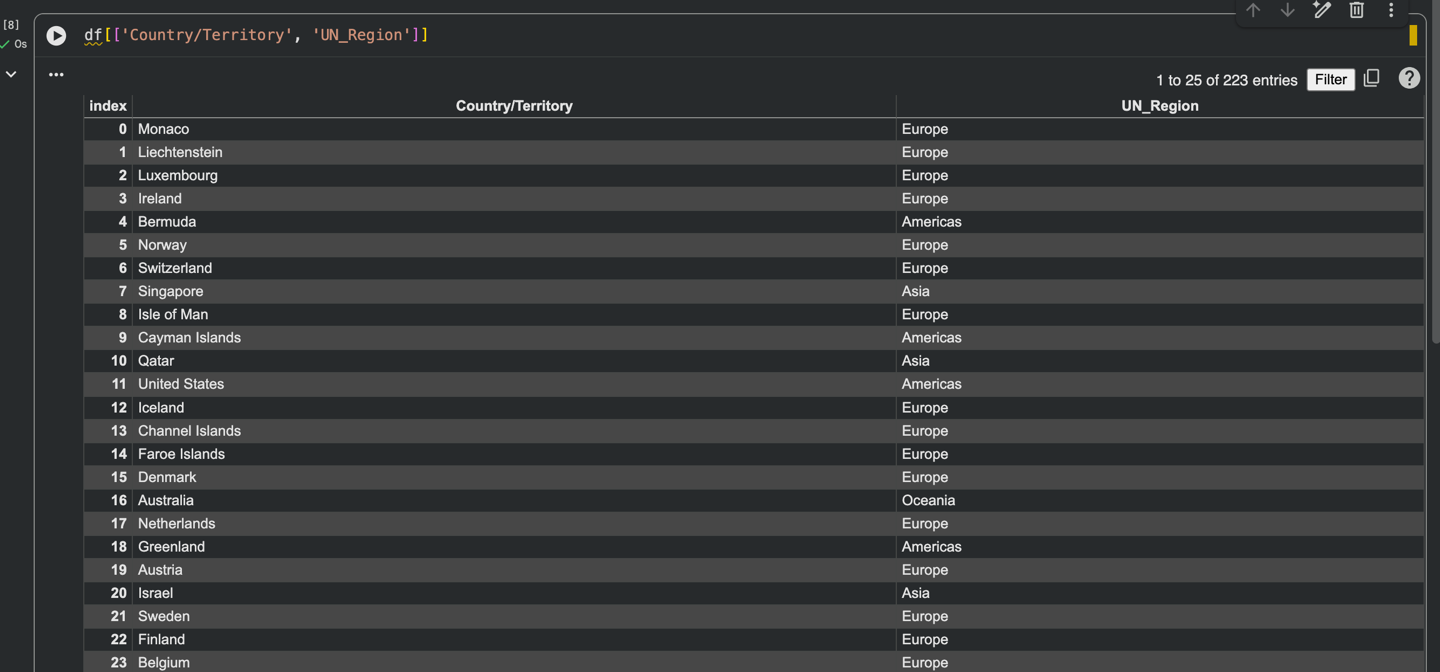 [8]
0s
df[['Country/Territory', 'UN_Region']]
1 to 25 of 223 entries Filter
index Country/Territory UN_Region
0 Monaco Europe
1 Liechtenstein Europe
2 Luxembourg Europe
3 Ireland Europe
4 Bermuda Americas
5 Norway Europe
6 Switzerland Europe
7 Singapore Asia
8 Isle of Man Europe
9 Cayman Islands Americas
10 Qatar Asia
11 United States Americas
12 Iceland Europe
13 Channel Islands Europe
14 Faroe Islands Europe
15 Denmark Europe
16 Australia Oceania
17 Netherlands Europe
18 Greenland Americas
19 Austria Europe
20 Israel Asia
21 Sweden Europe
22 Finland Europe
23 Belgium Europe